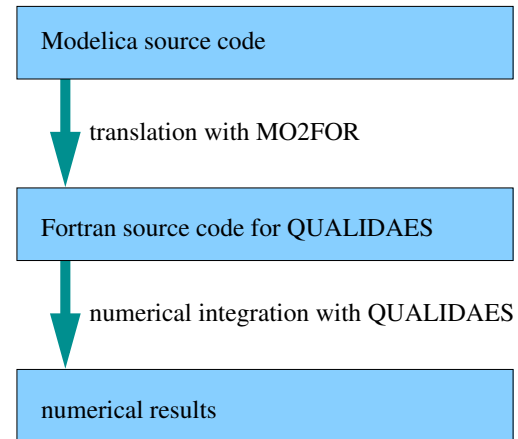 Modelica source code
translation with MO2FOR
Fortran source code for QUALIDAES
numerical integration with QUALIDAES
numerical results